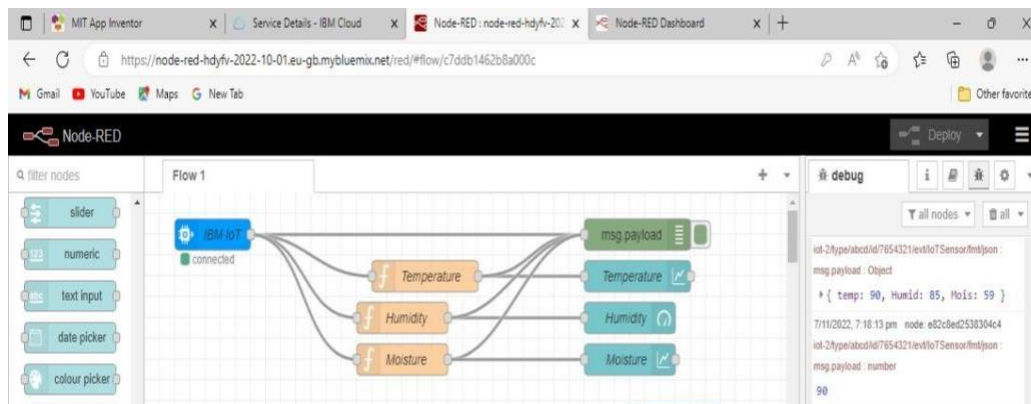 MIT App Inventor
Service Details - IBM Cloud
Node-RED : node-red-hdyfv-202
Node-RED Dashboard
https://node-red-hdyfv-2022-10-01.eu-gb.mybluemix.net/red/#flow/c7ddb1462b8a000c
Gmail YouTube Maps New Tab Other favorite
Node-RED
Deploy
filter nodes
Flow 1
debug
all nodes
all
slider
numeric
text input
date picker
colour picker
IBM IoT
connected
Temperature
Humidity
Moisture
msg.payload
Temperature
Humidity
Moisture
iot-2/type/abcd/id/7654321/evt/IoTSensor/fmt/json :
msg.payload : Object
{ temp: 90, Humid: 85, Mois: 59 }
7/11/2022, 7:18:13 pm node: e82c8ed2538304c4
iot-2/type/abcd/id/7654321/evt/IoTSensor/fmt/json :
msg.payload : number
90